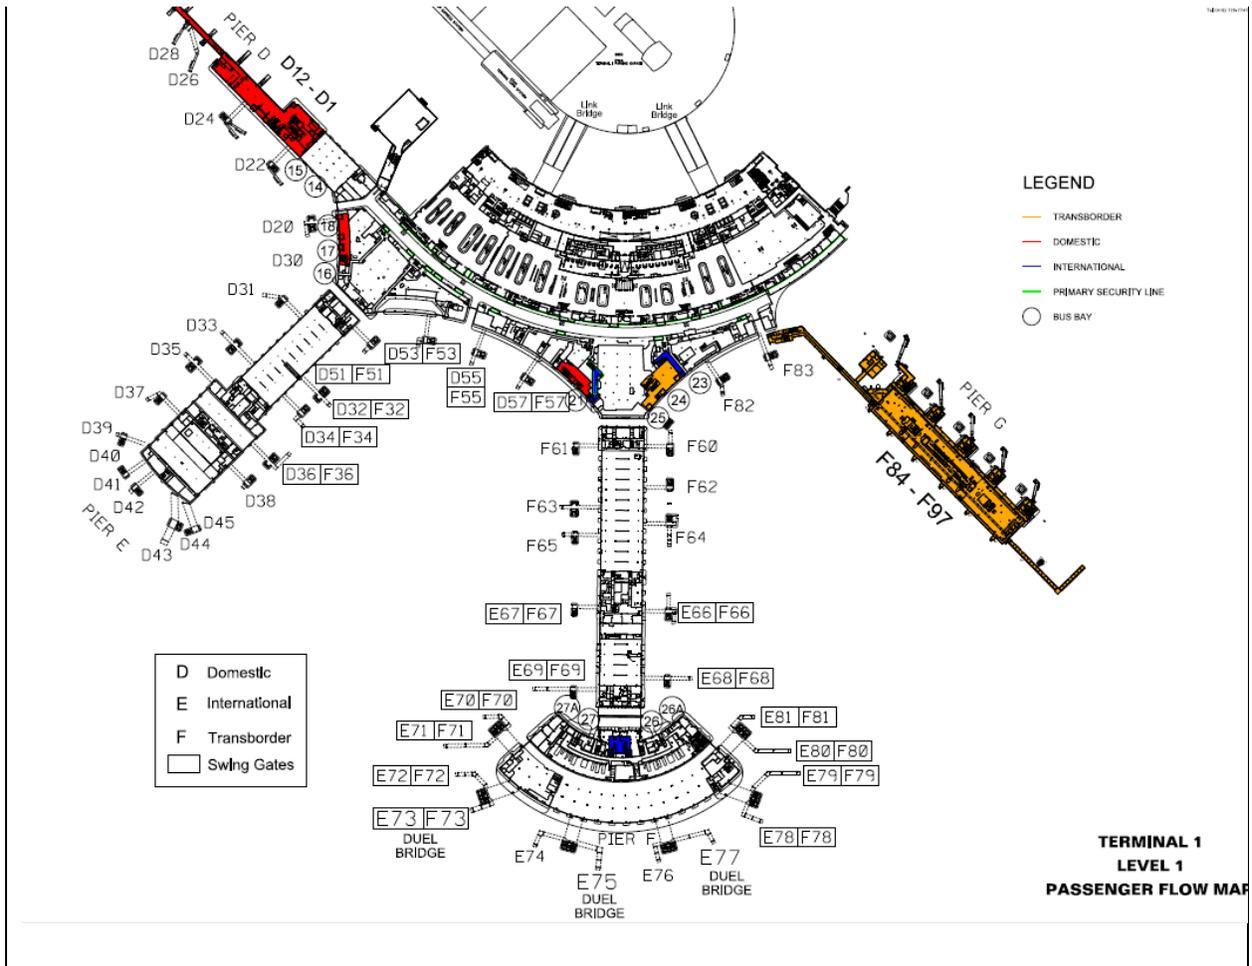 PIER D
D12 - D1
D28
D26
D24
D22
15
14
Link
Bridge
Link
Bridge
D20
18
17
D30
16
D31
D33
D35
D37
D39
D40
D41
D42
D43
D44
D45
D38
PIER E
D53 F53
D51 F51
D32 F32
D34 F34
D36 F36
D55
F55
D57 F57
21
23
24
25
F83
F82
PIER G
F84 - F97
F61
F60
F62
F63
F64
F65
E67 F67
E66 F66
E69 F69
E68 F68
E70 F70
27A
27
26
26A
E81 F81
E71 F71
E80 F80
E72 F72
E79 F79
E73 F73
DUEL
BRIDGE
E78 F78
PIER F
E74
E75
DUEL
BRIDGE
E76
E77
DUEL
BRIDGE
LEGEND
TRANSBORDER
DOMESTIC
INTERNATIONAL
PRIMARY SECURITY LINE
BUS BAY
D Domestic
E International
F Transborder
Swing Gates
TERMINAL 1
LEVEL 1
PASSENGER FLOW MAP